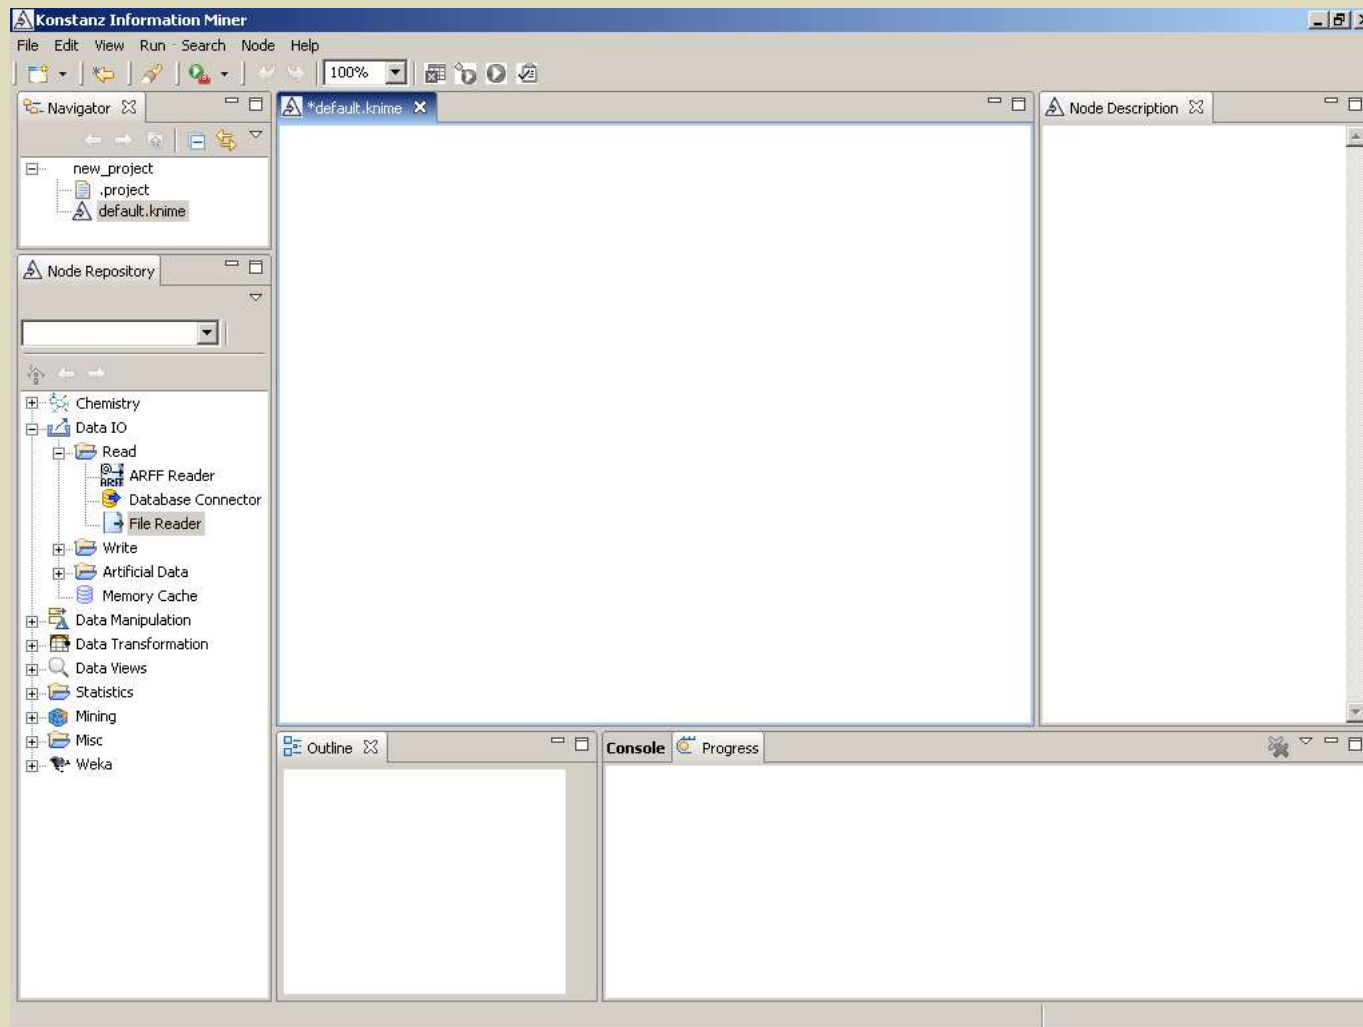 Konstanz Information Miner
File Edit View Run Search Node Help
100%
Navigator
new_project
.project
default.knime
*default.knime
Node Description
Node Repository
Chemistry
Data IO
Read
ARFF Reader
Database Connector
File Reader
Write
Artificial Data
Memory Cache
Data Manipulation
Data Transformation
Data Views
Statistics
Mining
Misc
Weka
Outline
Console Progress